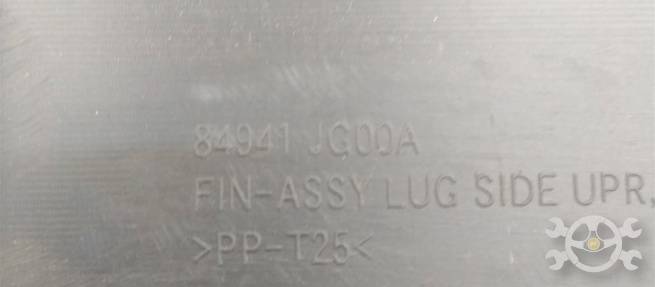 84941 JG00A
FIN-ASSY LUG SIDE UPR,
>PP-T25<